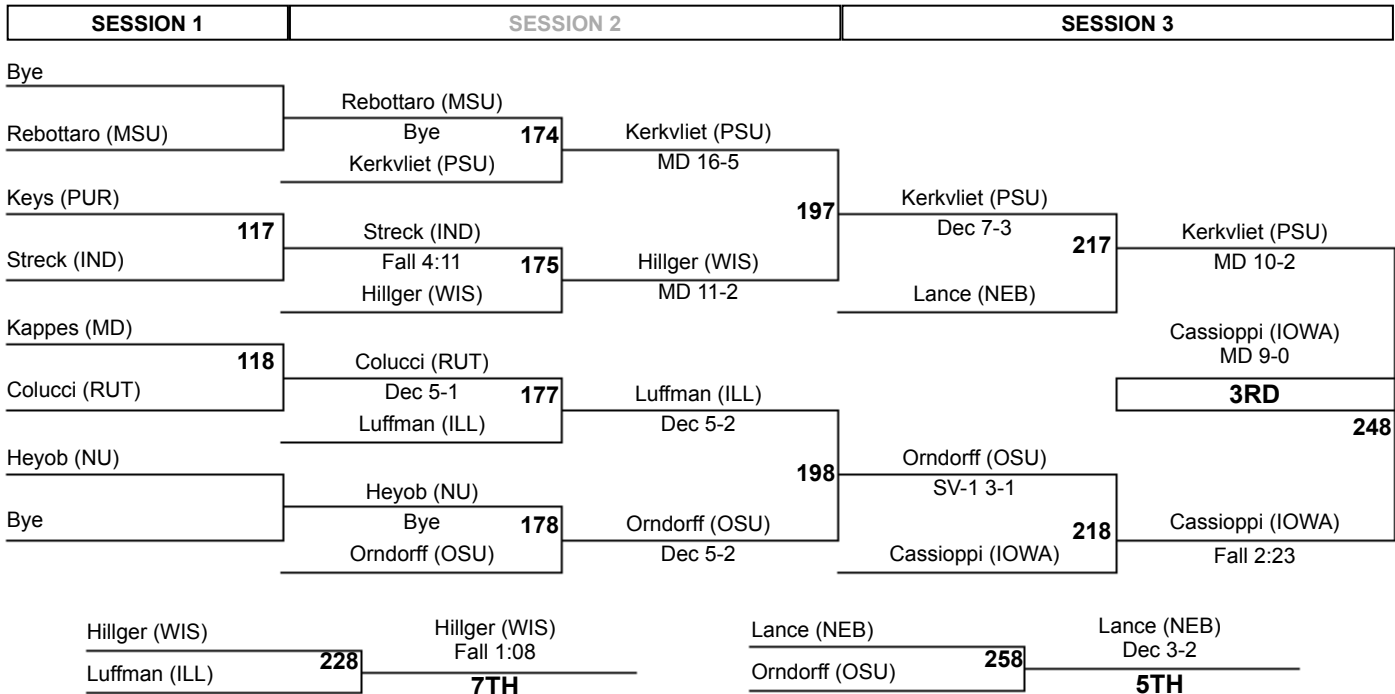 SESSION 1
SESSION 2
SESSION 3
Bye
Rebottaro (MSU)
Keys (PUR)
117
Streck (IND)
Kappes (MD)
118
Colucci (RUT)
Heyob (NU)
Bye
Rebottaro (MSU)
Bye
174
Kerkvliet (PSU)
Streck (IND)
Fall 4:11
175
Hillger (WIS)
Colucci (RUT)
Dec 5-1
177
Luffman (ILL)
Heyob (NU)
Bye
178
Orndorff (OSU)
Kerkvliet (PSU)
MD 16-5
197
Hillger (WIS)
MD 11-2
Luffman (ILL)
Dec 5-2
198
Orndorff (OSU)
Dec 5-2
Kerkvliet (PSU)
Dec 7-3
217
Lance (NEB)
Orndorff (OSU)
SV-1 3-1
218
Cassioppi (IOWA)
Kerkvliet (PSU)
MD 10-2
Cassioppi (IOWA)
MD 9-0
3RD
248
Cassioppi (IOWA)
Fall 2:23
Hillger (WIS)
228
Luffman (ILL)
Hillger (WIS)
Fall 1:08
7TH
Lance (NEB)
258
Orndorff (OSU)
Lance (NEB)
Dec 3-2
5TH